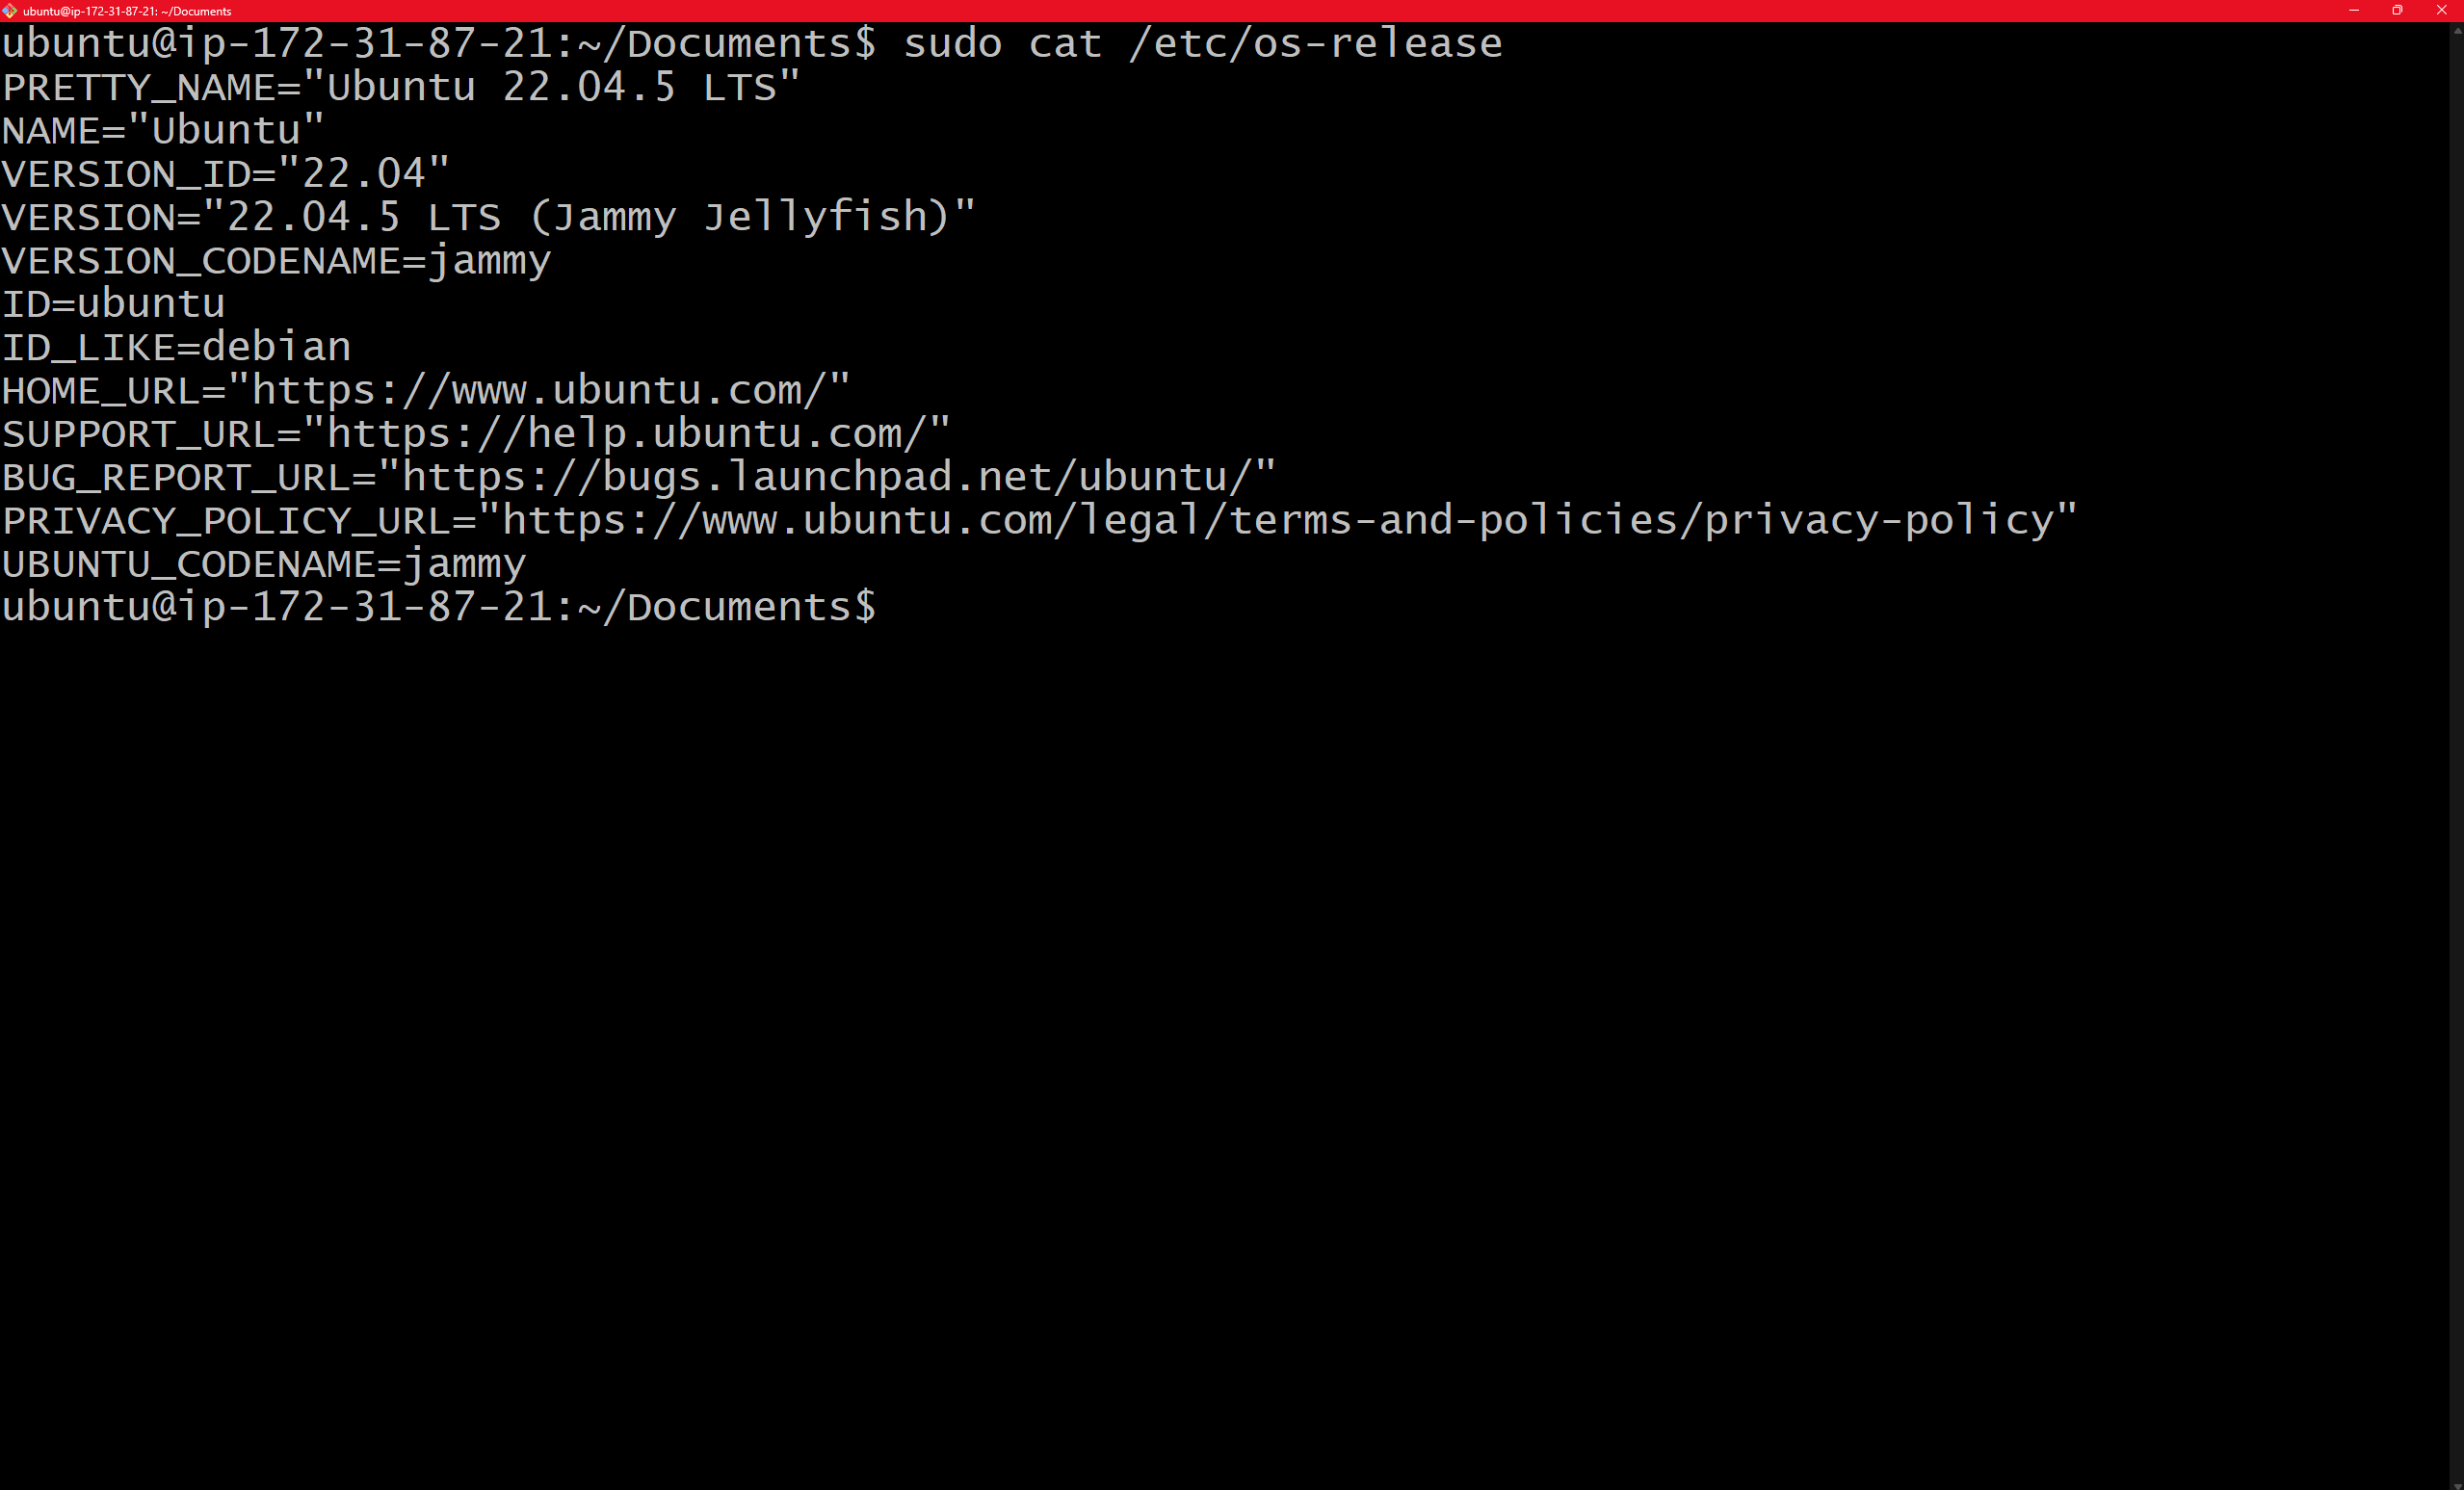 ubuntu@ip-172-31-87-21: ~/Documents
ubuntu@ip-172-31-87-21:~/Documents$ sudo cat /etc/os-release
PRETTY_NAME="Ubuntu 22.04.5 LTS"
NAME="Ubuntu"
VERSION_ID="22.04"
VERSION="22.04.5 LTS (Jammy Jellyfish)"
VERSION_CODENAME=jammy
ID=ubuntu
ID_LIKE=debian
HOME_URL="https://www.ubuntu.com/"
SUPPORT_URL="https://help.ubuntu.com/"
BUG_REPORT_URL="https://bugs.launchpad.net/ubuntu/"
PRIVACY_POLICY_URL="https://www.ubuntu.com/legal/terms-and-policies/privacy-policy"
UBUNTU_CODENAME=jammy
ubuntu@ip-172-31-87-21:~/Documents$